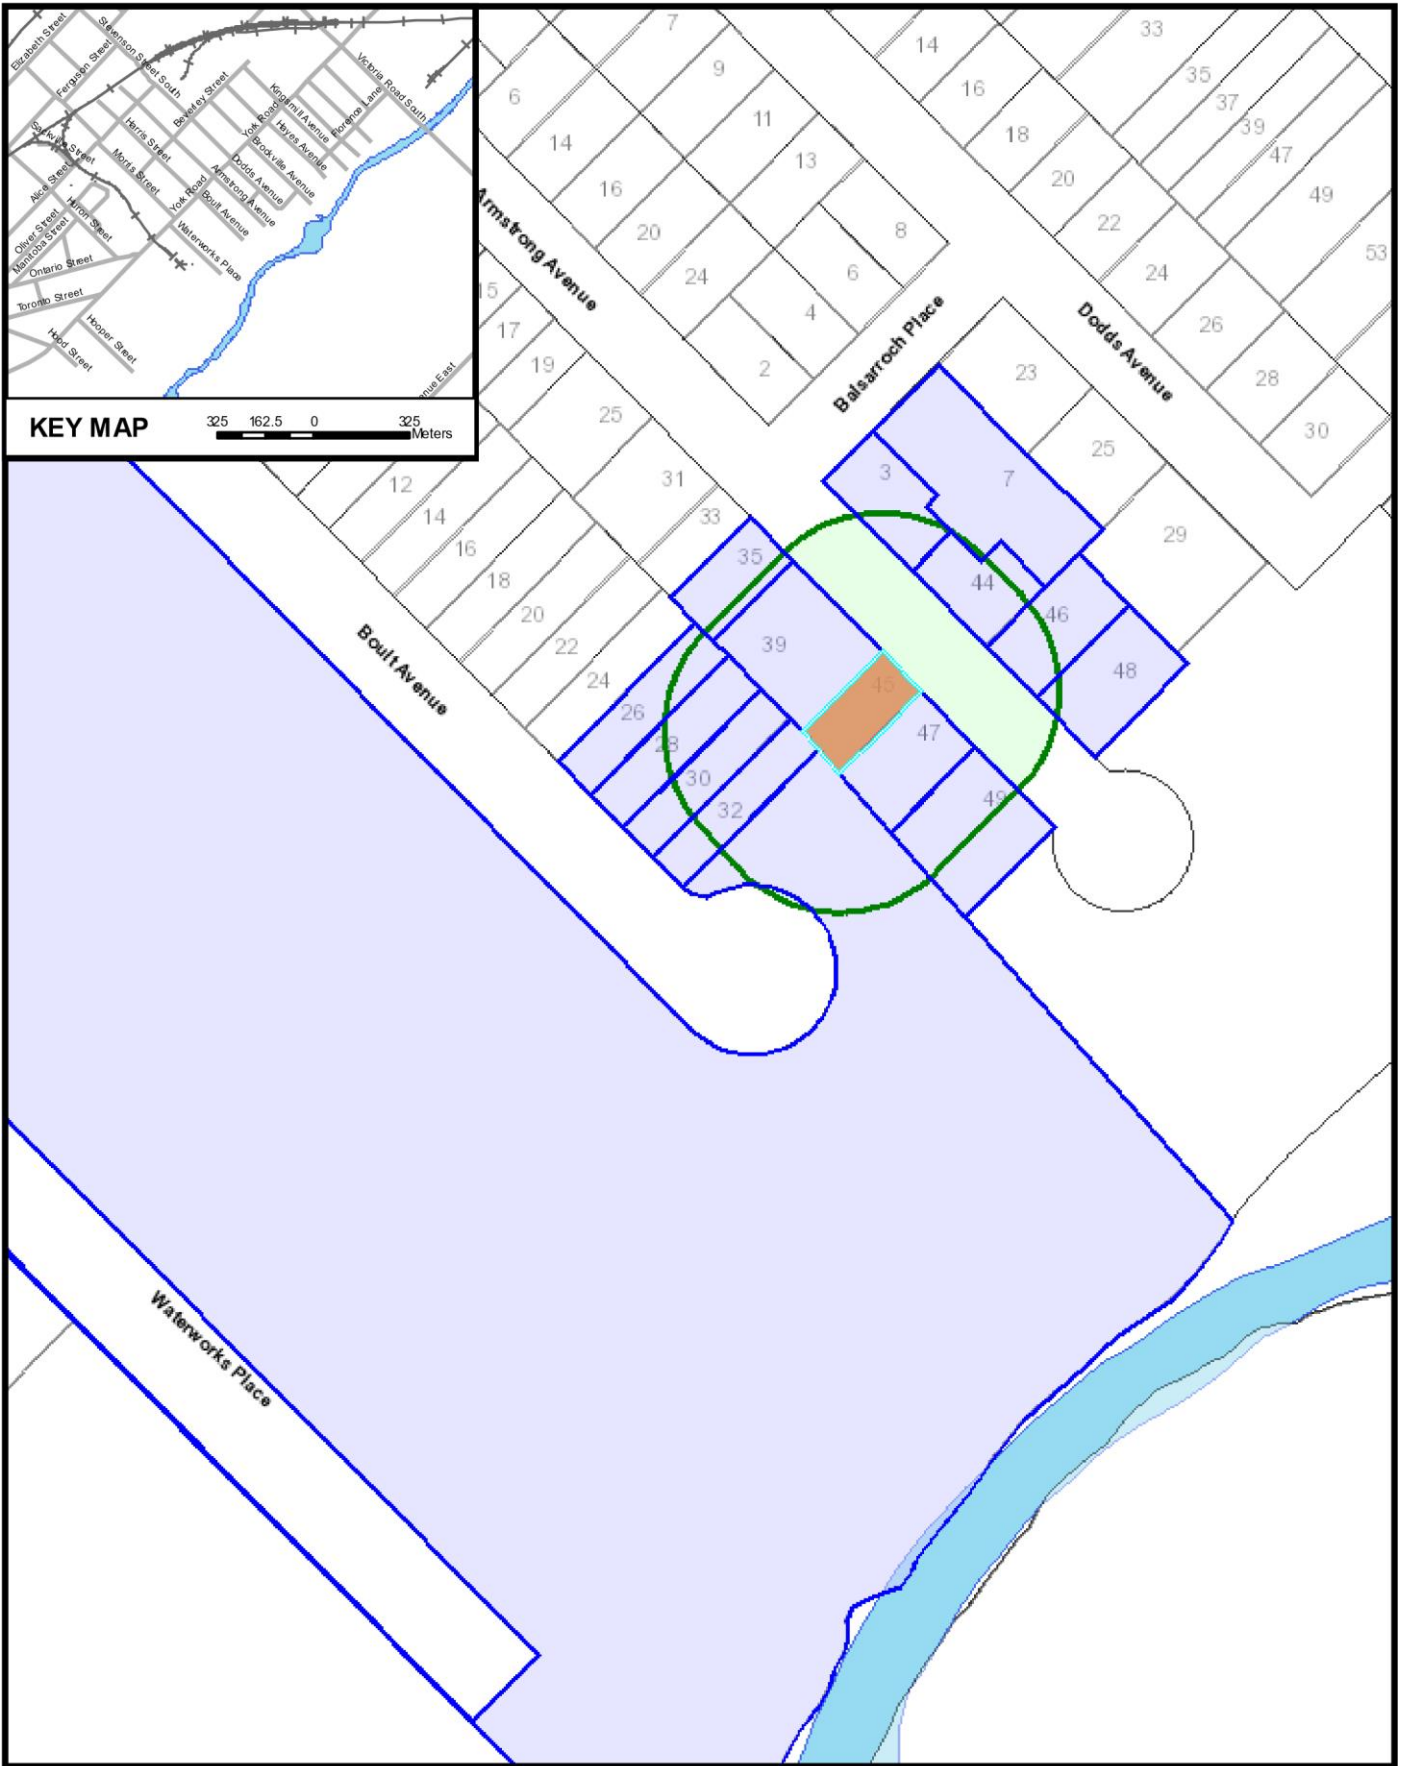 Elizabeth Street
Ferguson Street
Stevenson Street South
Beverley Street
Victoria Road South
Kingsmill Avenue
Florence Lane
York Road
Hayes Avenue
Brockville Avenue
Harris Street
Morris Street
Sackville Street
Alice Street
Dodds Avenue
Armstrong Avenue
Boult Avenue
York Road
Waterworks Place
Huron Street
Oliver Street
Manitoba Street
Ontario Street
Toronto Street
Hooper Street
Hood Street
nue East
KEY MAP
325 162.5 0 325
Meters
7
9
11
13
6
14
16
20
24
8
6
4
2
14
16
18
20
22
24
26
28
30
33
35
37
39
47
49
53
Armstrong Avenue
Balsarroch Place
Dodds Avenue
15
17
19
25
31
33
35
39
45
47
49
23
25
29
3
7
44
46
48
12
14
16
18
20
22
24
26
28
30
32
Boult Avenue
Waterworks Place